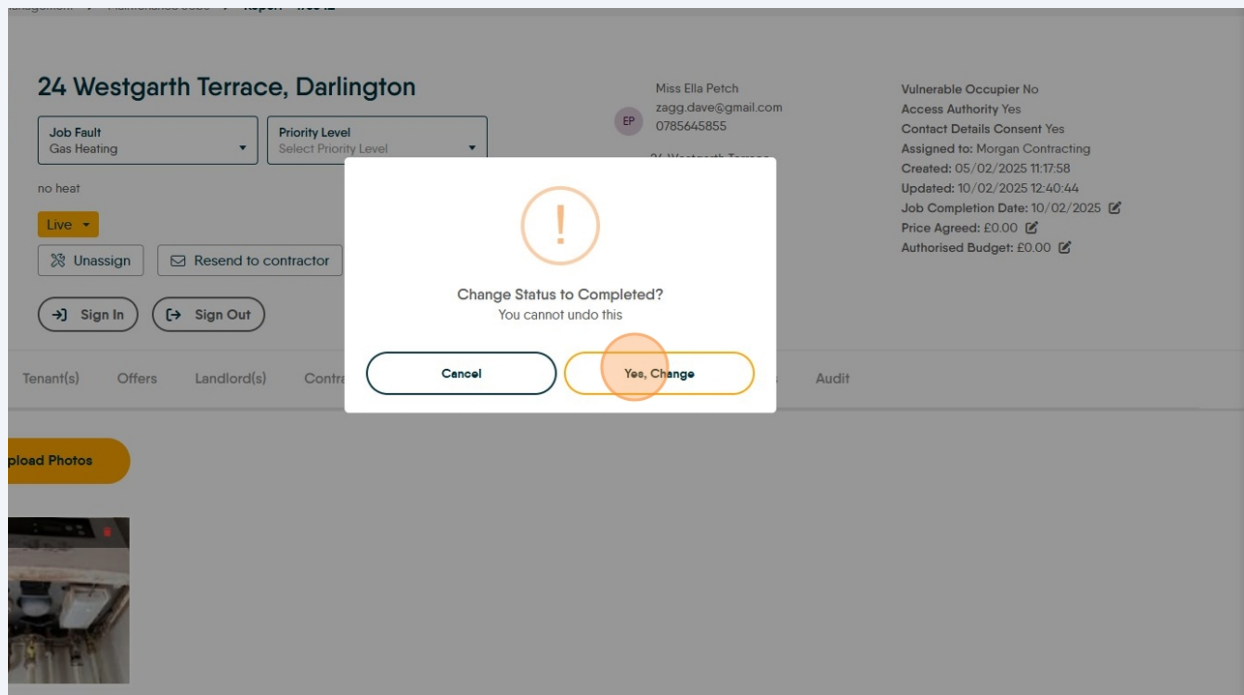 24 Westgarth Terrace, Darlington
Job Fault
Gas Heating
Priority Level
Select Priority Level
no heat
Live
Unassign
Resend to contractor
Sign In
Sign Out
EP
Miss Ella Petch
zagg.dave@gmail.com
0785645855
Vulnerable Occupier No
Access Authority Yes
Contact Details Consent Yes
Assigned to: Morgan Contracting
Created: 05/02/2025 11:17:58
Updated: 10/02/2025 12:40:44
Job Completion Date: 10/02/2025
Price Agreed: £0.00
Authorised Budget: £0.00
!
Change Status to Completed?
You cannot undo this
Cancel
Yes, Change
Tenant(s)
Offers
Landlord(s)
Audit
pload Photos